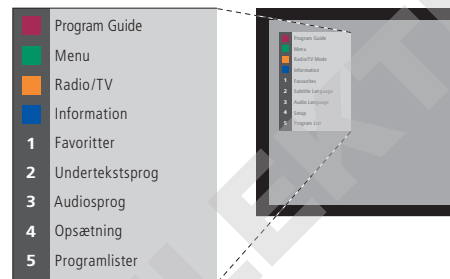 Program Guide
Menu
Radio/TV
Information
1 Favoritter
2 Undertekstsprog
3 Audiosprog
4 Opsætning
5 Programlister
Program Guide
Menu
Radio/TV Mode
Information
1 Favourites
2 Subtitle Language
3 Audio Language
4 Setup
5 Program List